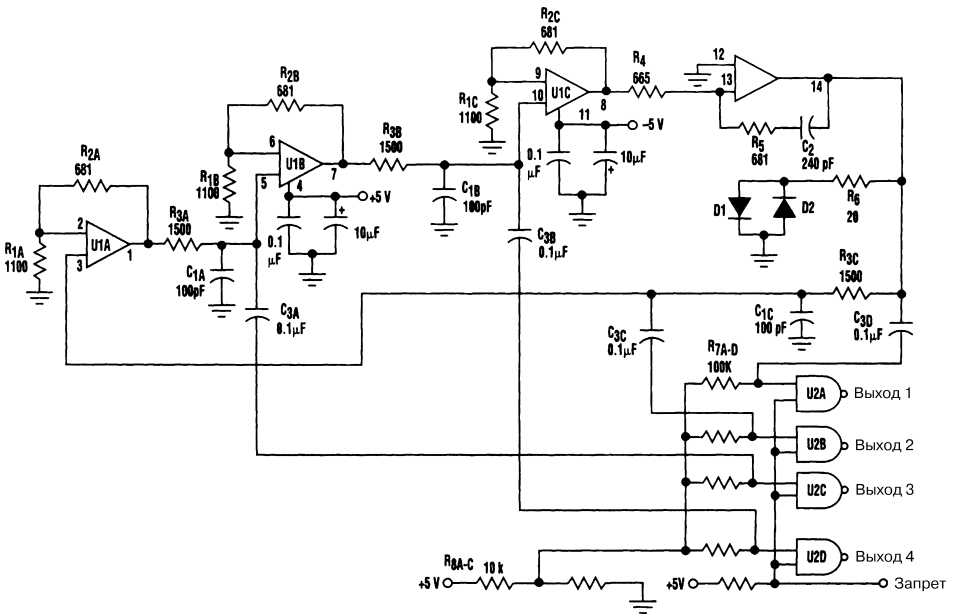 R2C
681
R4
665
12
13
14
9
10
U1C
8
R1C
1100
11
–5 V
0.1
μF
10μF
+
R5
681
C2
240 pF
R2B
681
6
5
U1B
7
4
R3B
1500
R1B
1100
+5 V
0.1
μF
+
10μF
C1B
100pF
D1
D2
R6
20
R2A
681
R3A
1500
2
3
U1A
1
R1A
1100
C1A
100pF
C3B
0.1μF
R3C
1500
C3A
0.1μF
C1C
100 pF
C3D
0.1μF
C3C
0.1μF
R7A-D
100K
U2A
Выход 1
U2B
Выход 2
U2C
Выход 3
U2D
Выход 4
R8A-C
10 k
+5 V
+5V
Запрет